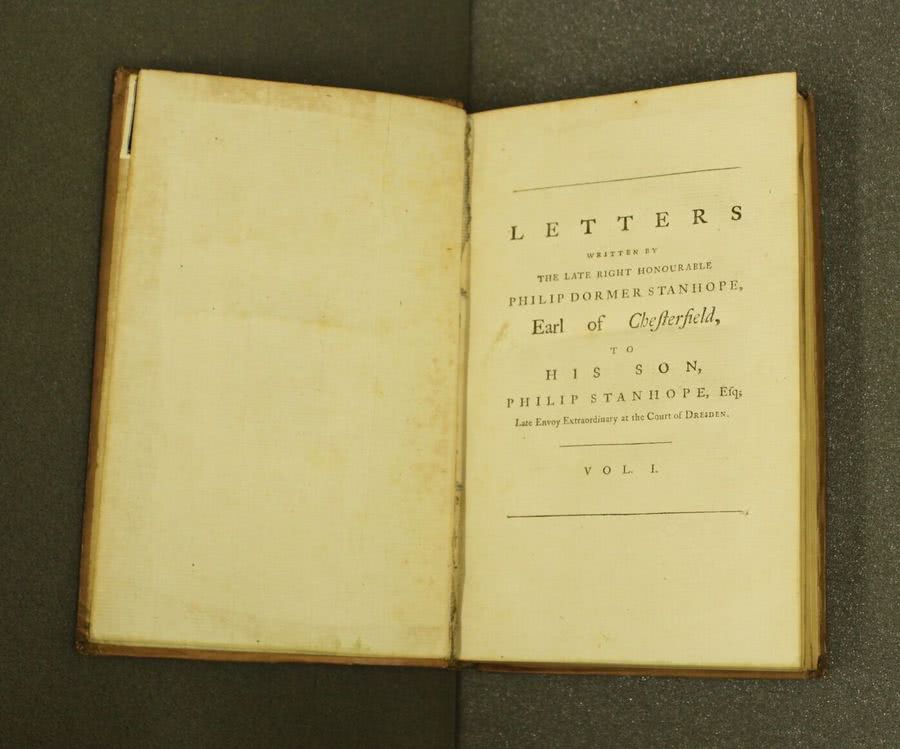 LETTERS
WRITTEN BY
THE LATE RIGHT HONOURABLE
PHILIP DORMER STANHOPE,
Earl of Cheſterfield,
TO
HIS SON,
PHILIP STANHOPE, Eſq;
Late Envoy Extraordinary at the Court of DRESDEN.
VOL. I.